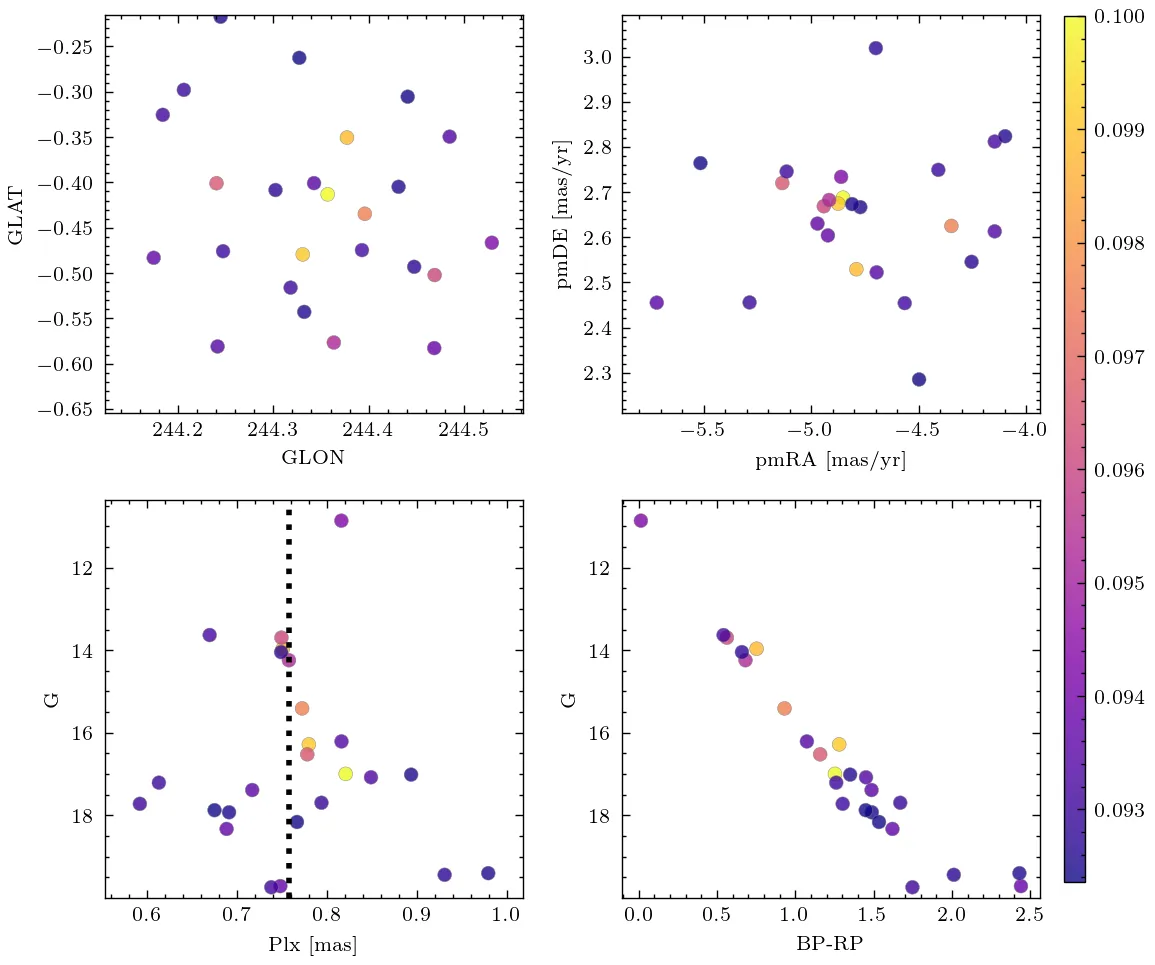 −0.25
−0.30
−0.35
−0.40
−0.45
−0.50
−0.55
−0.60
−0.65
GLAT
244.2 244.3 244.4 244.5
GLON
3.0
2.9
2.8
2.7
2.6
2.5
2.4
2.3
pmDE [mas/yr]
−5.5 −5.0 −4.5 −4.0
pmRA [mas/yr]
12
14
16
18
G
0.6 0.7 0.8 0.9 1.0
Plx [mas]
12
14
16
18
G
0.0 0.5 1.0 1.5 2.0 2.5
BP-RP
0.100
0.099
0.098
0.097
0.096
0.095
0.094
0.093